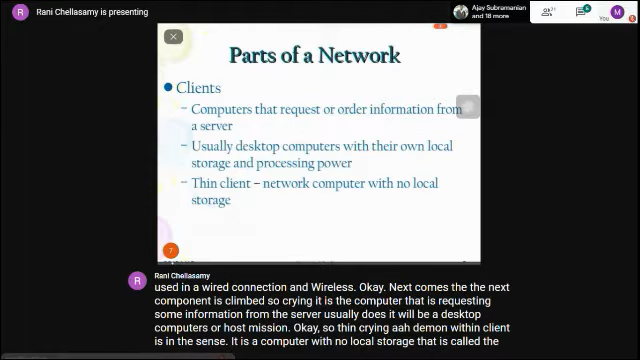 R Rani Chellasamy is presenting
Ajay Subramanian
and 18 more
21
You
M
Parts of a Network
Clients
– Computers that request or order information from
a server
– Usually desktop computers with their own local
storage and processing power
– Thin client – network computer with no local
storage
7
R Rani Chellasamy
used in a wired connection and Wireless. Okay. Next comes the the next
component is climbed so crying it is the computer that is requesting
some information from the server usually does it will be a desktop
computers or host mission. Okay, so thin crying aah demon within client
is in the sense. It is a computer with no local storage that is called the